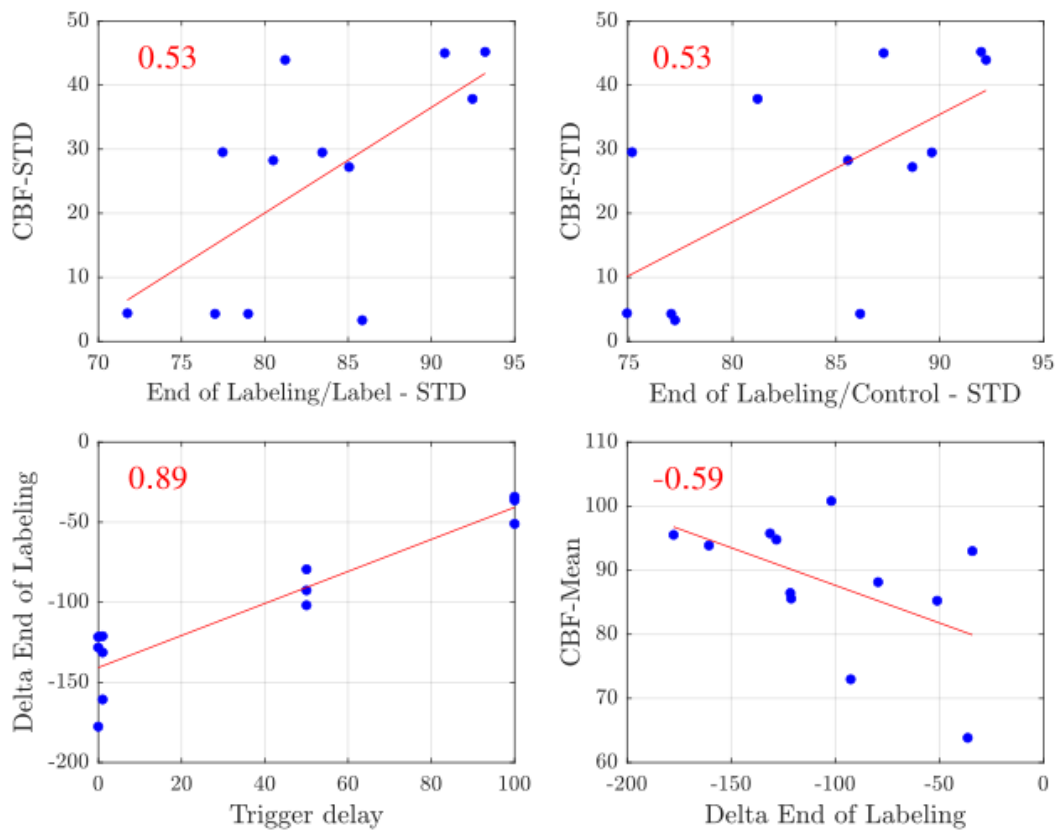 50
40
30
20
10
0
CBF-STD
0.53
70 75 80 85 90 95
End of Labeling/Label - STD
50
40
30
20
10
0
CBF-STD
0.53
75 80 85 90 95
End of Labeling/Control - STD
0
-50
-100
-150
-200
Delta End of Labeling
0.89
0 20 40 60 80 100
Trigger delay
110
100
90
80
70
60
CBF-Mean
-0.59
-200 -150 -100 -50 0
Delta End of Labeling